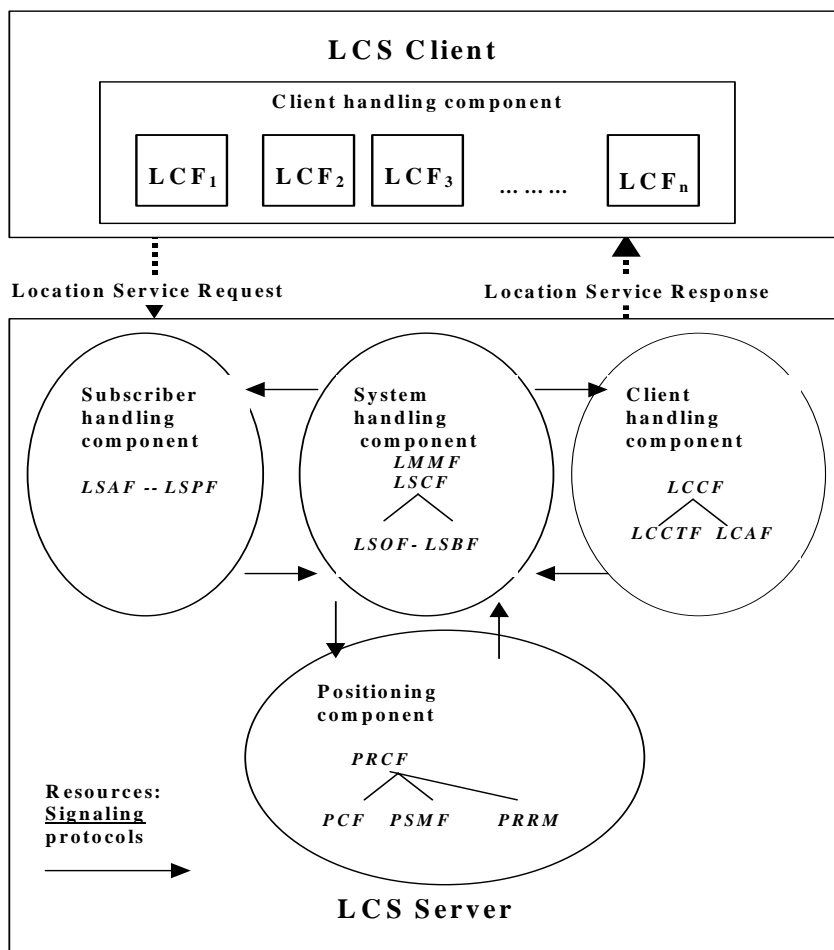 LCS Client
Client handling component
LCF1 LCF2 LCF3 ... ... ... LCFn
Location Service Request
Location Service Response
Subscriber
handling
component
LSAF -- LSPF
System
handling
component
LMMF
LSCF
LSOF- LSBF
Client
handling
component
LCCF
LCCTF LCAF
Positioning
component
PRCF
PCF PSMF PRRM
Resources:
Signaling
protocols
LCS Server